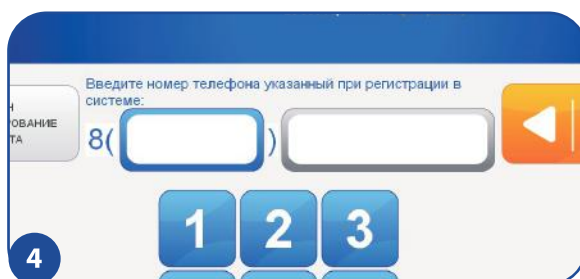 Введите номер телефона указанный при регистрации в
системе:
8( )
1 2 3
4